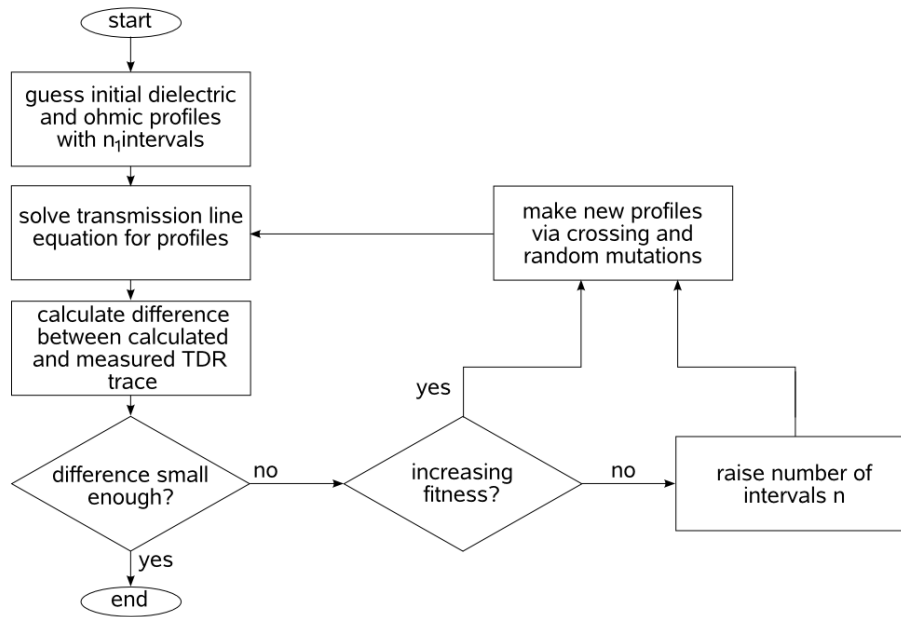 start
guess initial dielectric
and ohmic profiles
with n₁intervals
solve transmission line
equation for profiles
make new profiles
via crossing and
random mutations
calculate difference
between calculated
and measured TDR
trace
yes
difference small
enough?
no
increasing
fitness?
no
raise number of
intervals n
yes
end